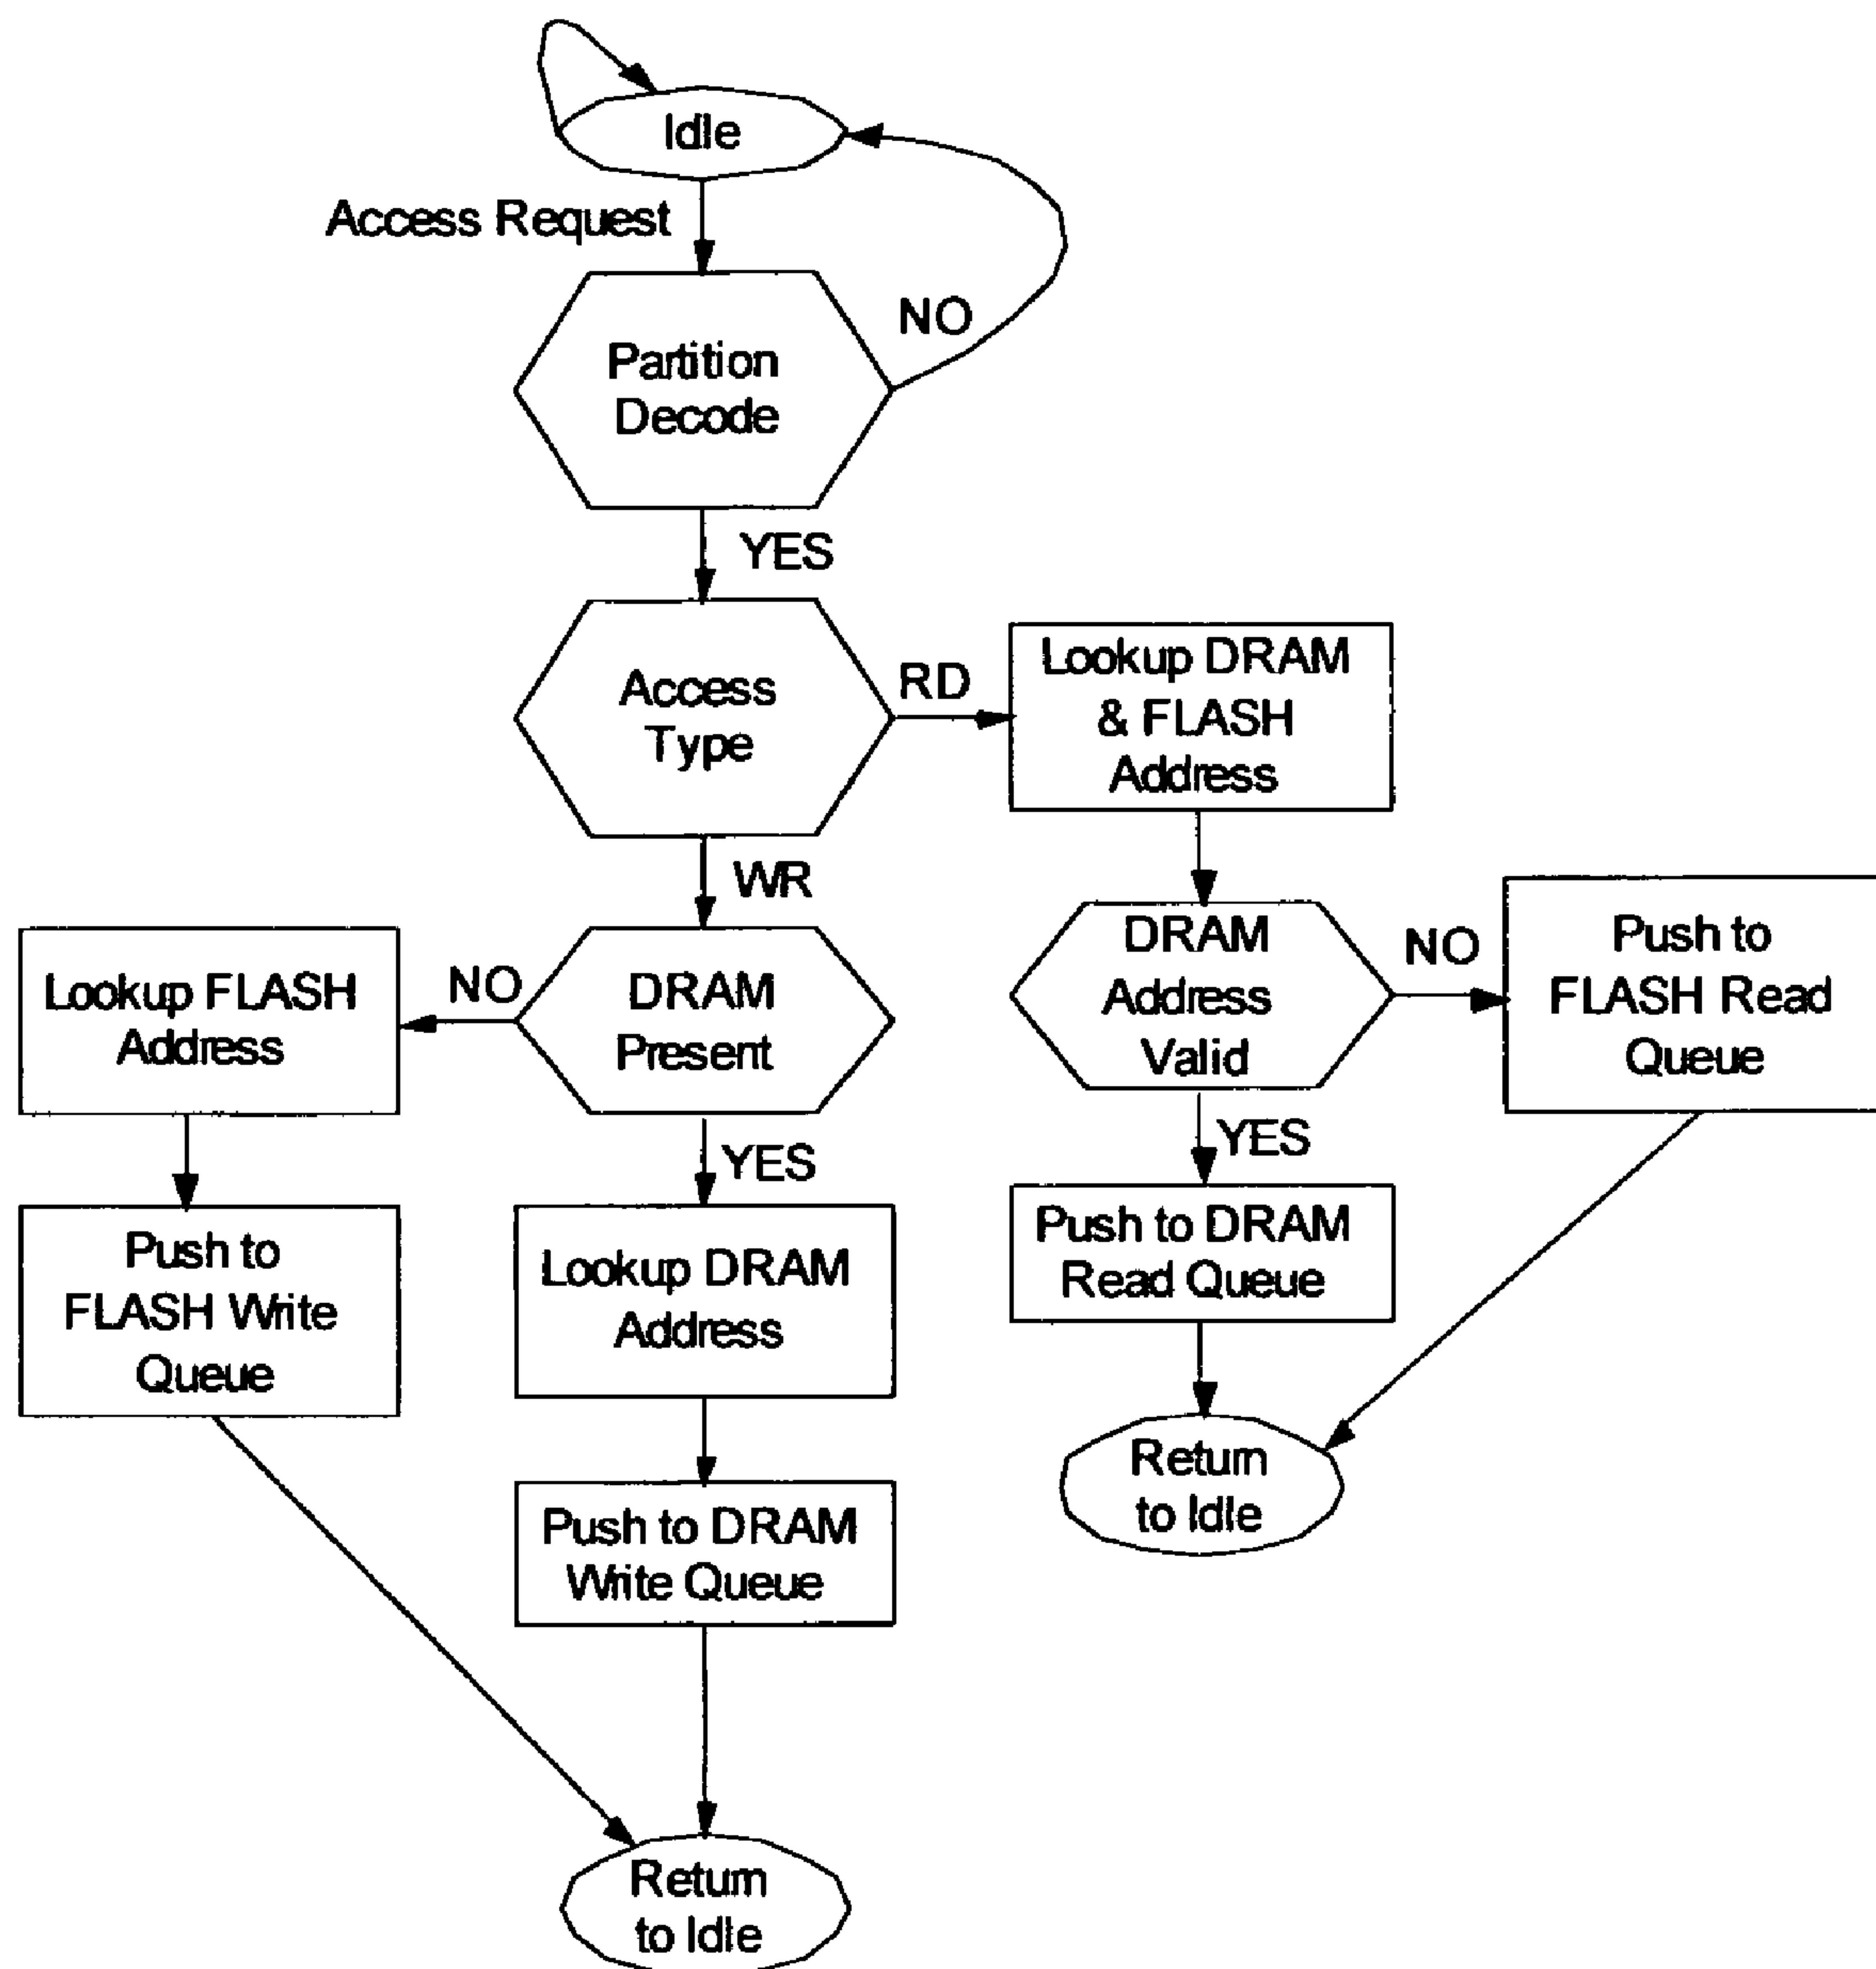 Idle
Access Request
NO
Partition
Decode
YES
Access
Type
RD
Lookup DRAM
& FLASH
Address
WR
Lookup FLASH
Address
NO
DRAM
Present
DRAM
Address
Valid
NO
Push to
FLASH Read
Queue
YES
YES
Push to
FLASH Write
Queue
Lookup DRAM
Address
Push to DRAM
Read Queue
Push to DRAM
Write Queue
Return
to Idle
Return
to Idle